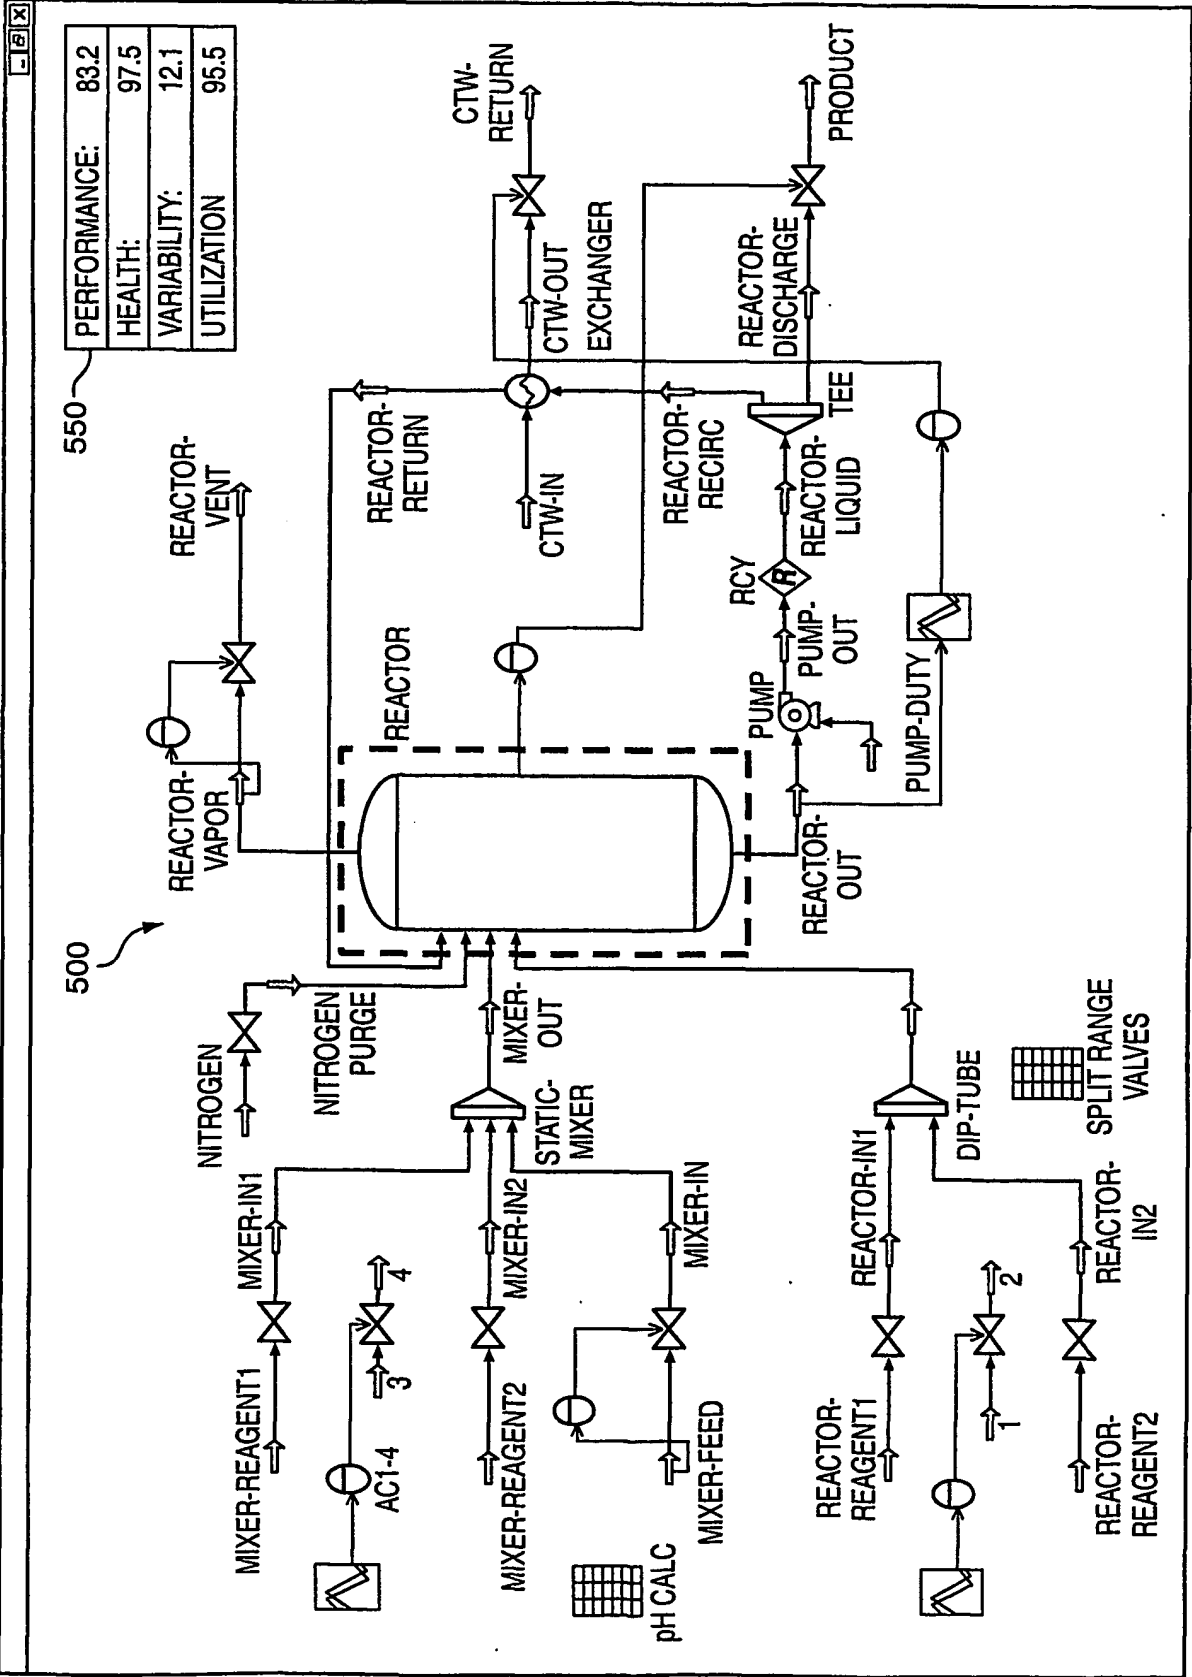 PERFORMANCE: 83.2
HEALTH: 97.5
VARIABILITY: 12.1
UTILIZATION 95.5
550
500
REACTOR-
VENT
REACTOR-
VAPOR
NITROGEN
NITROGEN
PURGE
REACTOR
REACTOR-
RETURN
CTW-IN
CTW-OUT
EXCHANGER
CTW-
RETURN
MIXER-REAGENT1
MIXER-IN1
AC1-4
3
4
MIXER-REAGENT2
MIXER-IN2
STATIC-
MIXER
MIXER-
OUT
pH CALC
MIXER-FEED
MIXER-IN
REACTOR-
RECIRC
REACTOR-
DISCHARGE
PRODUCT
TEE
RCY
R
REACTOR-
LIQUID
PUMP
PUMP-
OUT
REACTOR-
OUT
PUMP-DUTY
REACTOR-
REAGENT1
REACTOR-IN1
DIP-TUBE
1
2
REACTOR-
REAGENT2
REACTOR-
IN2
SPLIT RANGE
VALVES